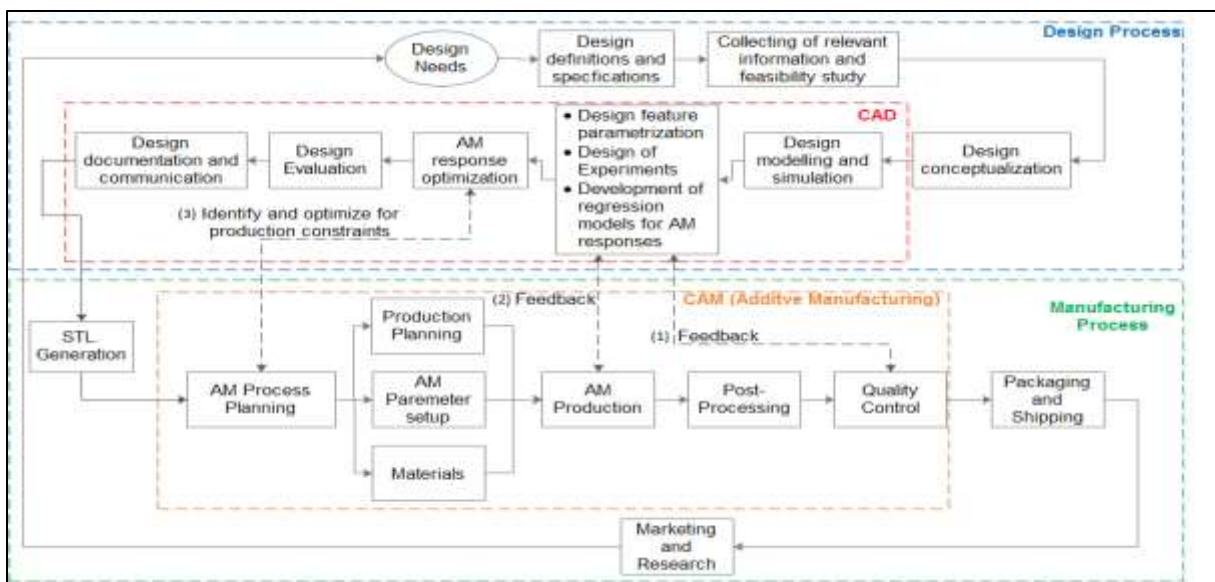 Design Process
Design
Needs
Design
definitions and
specfications
Collecting of relevant
information and
feasibility study
CAD
Design
documentation and
communication
Design
Evaluation
AM
response
optimization
• Design feature
parametrization
• Design of
Experiments
• Development of
regression
models for AM
responses
Design
modelling and
simulation
Design
conceptualization
(3) Identify and optimize for
production constraints
(2) Feedback
CAM (Additve Manufacturing)
Manufacturing
Process
(1) Feedback
STL
Generation
AM Process
Planning
Production
Planning
AM
Paremeter
setup
Materials
AM
Production
Post-
Processing
Quality
Control
Packaging
and
Shipping
Marketing
and
Research